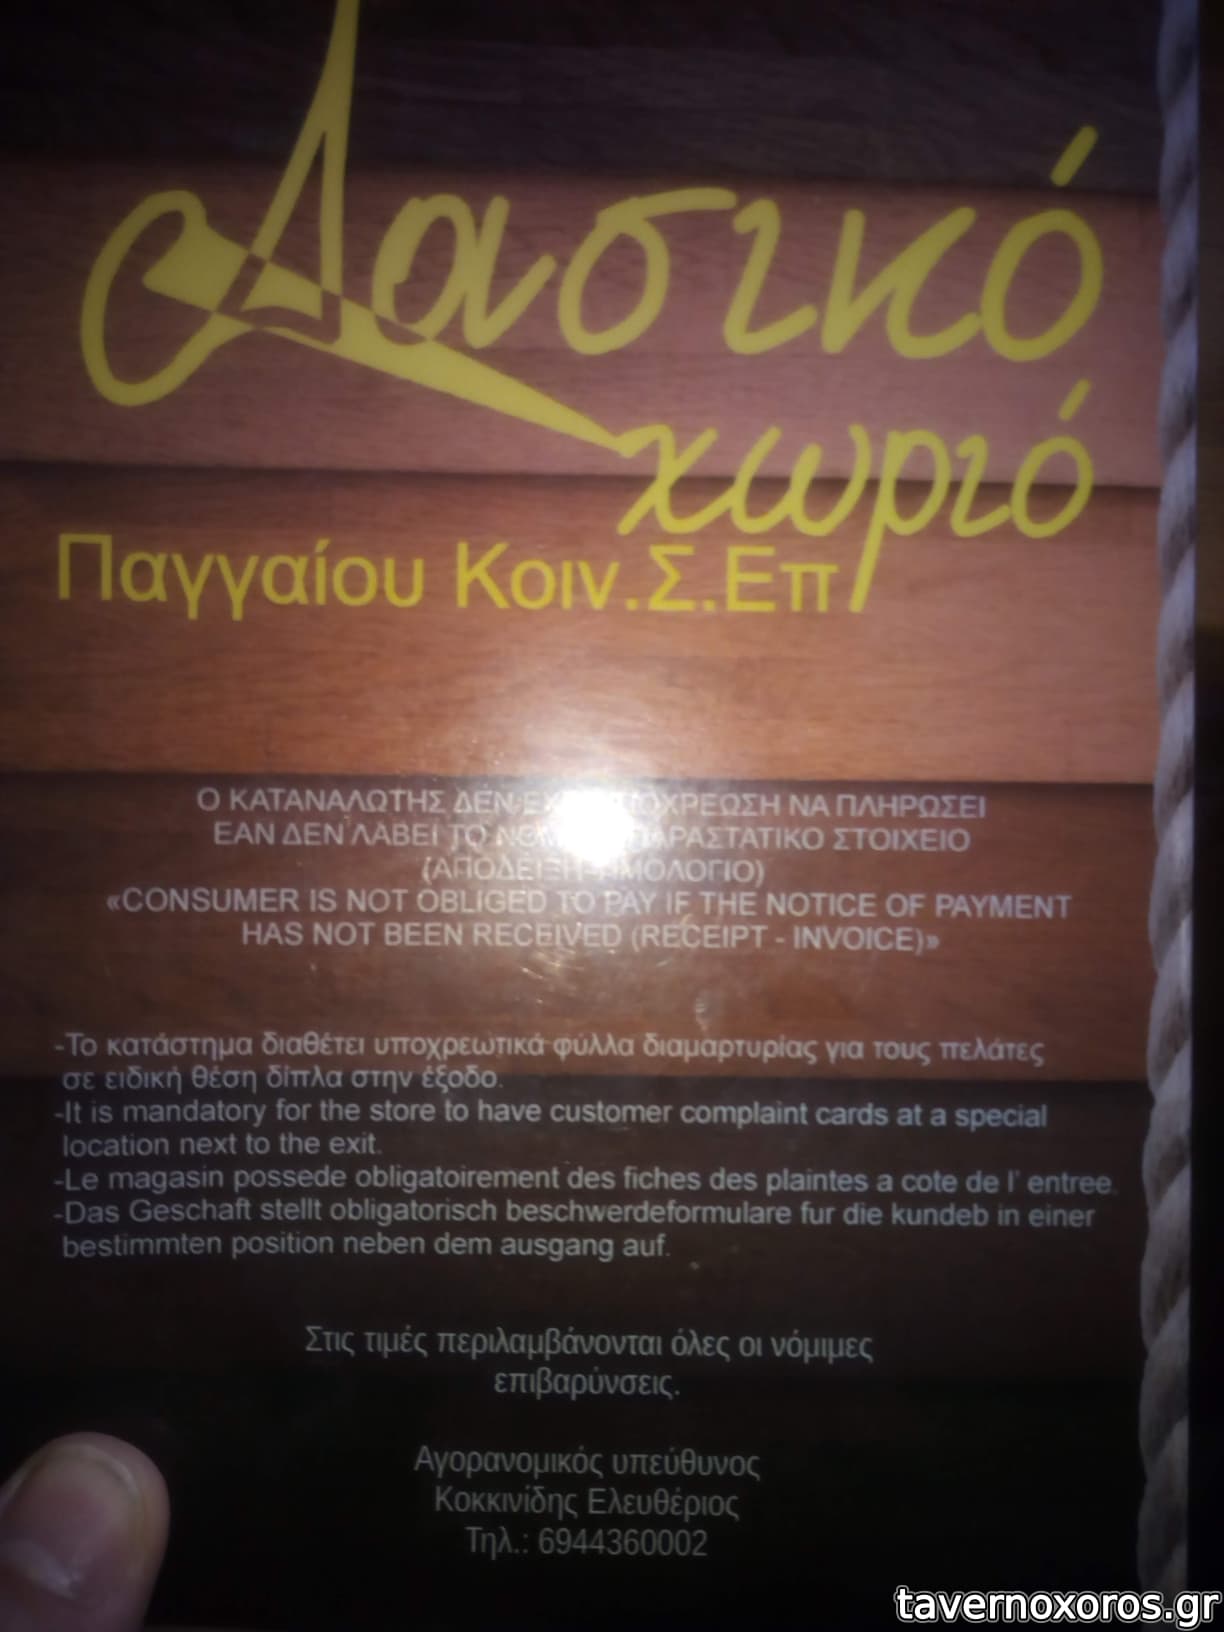 Δασικό
χωριό
Παγγαίου Κοιν.Σ.Επ
Ο ΚΑΤΑΝΑΛΩΤΗΣ ΔΕΝ ΝΑ ΠΛΗΡΩΣΕΙ
ΕΑΝ ΔΕΝ ΛΑΒΕΙ ΤΟ ΠΑΡΑΣΤΑΤΙΚΟ ΣΤΟΙΧΕΙΟ
(ΑΠΟΔΕΙΞΗ
«CONSUMER IS NOT OBLIGED TO PAY IF THE NOTICE OF PAYMENT
HAS NOT BEEN RECEIVED (RECEIPT - INVOICE)»
-Το κατάστημα διαθέτει υποχρεωτικά φύλλα διαμαρτυρίας για τους πελάτες
σε ειδική θέση δίπλα στην έξοδο.
-It is mandatory for the store to have customer complaint cards at a special
location next to the exit.
-Le magasin possede obligatoirement des fiches des plaintes a cote de l' entree.
-Das Geschaft stellt obligatorisch beschwerdeformulare fur die kundeb in einer
bestimmten position neben dem ausgang auf.
Στις τιμές περιλαμβάνονται όλες οι νόμιμες
επιβαρύνσεις.
Αγορανομικός υπεύθυνος
Κοκκινίδης Ελευθέριος
Τηλ.: 6944360002
tavernoxoros.gr